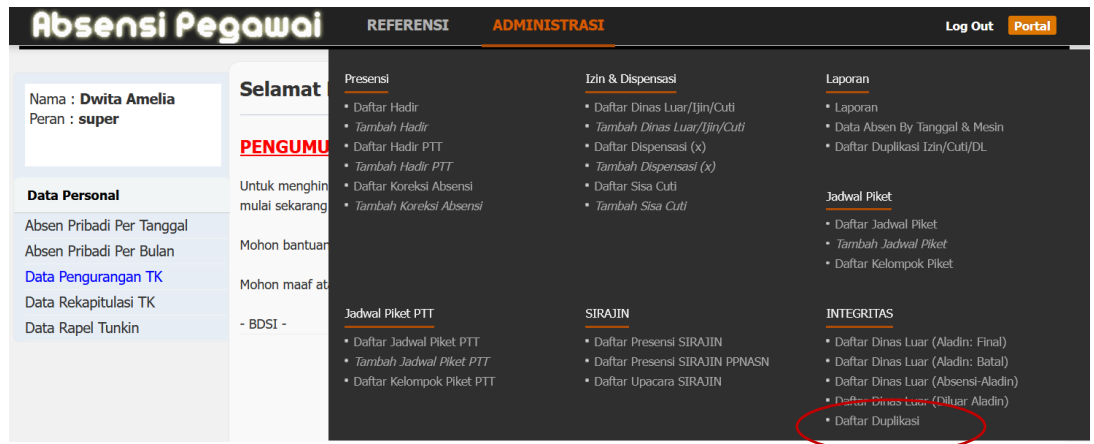 Absensi Pegawai
REFERENSI
ADMINISTRASI
Log Out
Portal
Nama : Dwita Amelia
Peran : super
Data Personal
Absen Pribadi Per Tanggal
Absen Pribadi Per Bulan
Data Pengurangan TK
Data Rekapitulasi TK
Data Rapel Tunkin
Selamat
PENGUMU
Untuk menghin
mulai sekarang
Mohon bantuan
Mohon maaf at
- BDSI -
Presensi
• Daftar Hadir
• Tambah Hadir
• Daftar Hadir PTT
• Tambah Hadir PTT
• Daftar Koreksi Absensi
• Tambah Koreksi Absensi
Izin & Dispensasi
• Daftar Dinas Luar/Ijin/Cuti
• Tambah Dinas Luar/Ijin/Cuti
• Daftar Dispensasi (x)
• Tambah Dispensasi (x)
• Daftar Sisa Cuti
• Tambah Sisa Cuti
Laporan
• Laporan
• Data Absen By Tanggal & Mesin
• Daftar Duplikasi Izin/Cuti/DL
Jadwal Piket
• Daftar Jadwal Piket
• Tambah Jadwal Piket
• Daftar Kelompok Piket
Jadwal Piket PTT
• Daftar Jadwal Piket PTT
• Tambah Jadwal Piket PTT
• Daftar Kelompok Piket PTT
SIRAJIN
• Daftar Presensi SIRAJIN
• Daftar Presensi SIRAJIN PPNASN
• Daftar Upacara SIRAJIN
INTEGRITAS
• Daftar Dinas Luar (Aladin: Final)
• Daftar Dinas Luar (Aladin: Batal)
• Daftar Dinas Luar (Absensi-Aladin)
• Daftar Dinas Luar (Diluar Aladin)
• Daftar Duplikasi